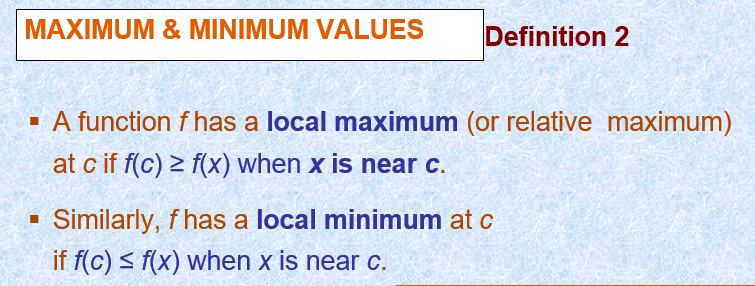 MAXIMUM & MINIMUM VALUES Definition 2
▪ A function f has a local maximum (or relative maximum)
at c if f(c) ≥ f(x) when x is near c.
▪ Similarly, f has a local minimum at c
if f(c) ≤ f(x) when x is near c.